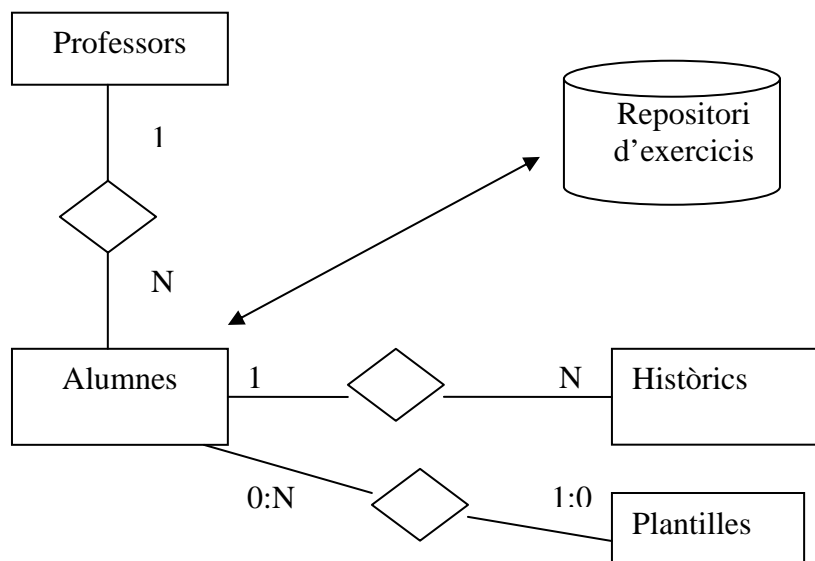 Professors
Repositori
d'exercicis
1
N
Alumnes
1
N
Històrics
0:N
1:0
Plantilles